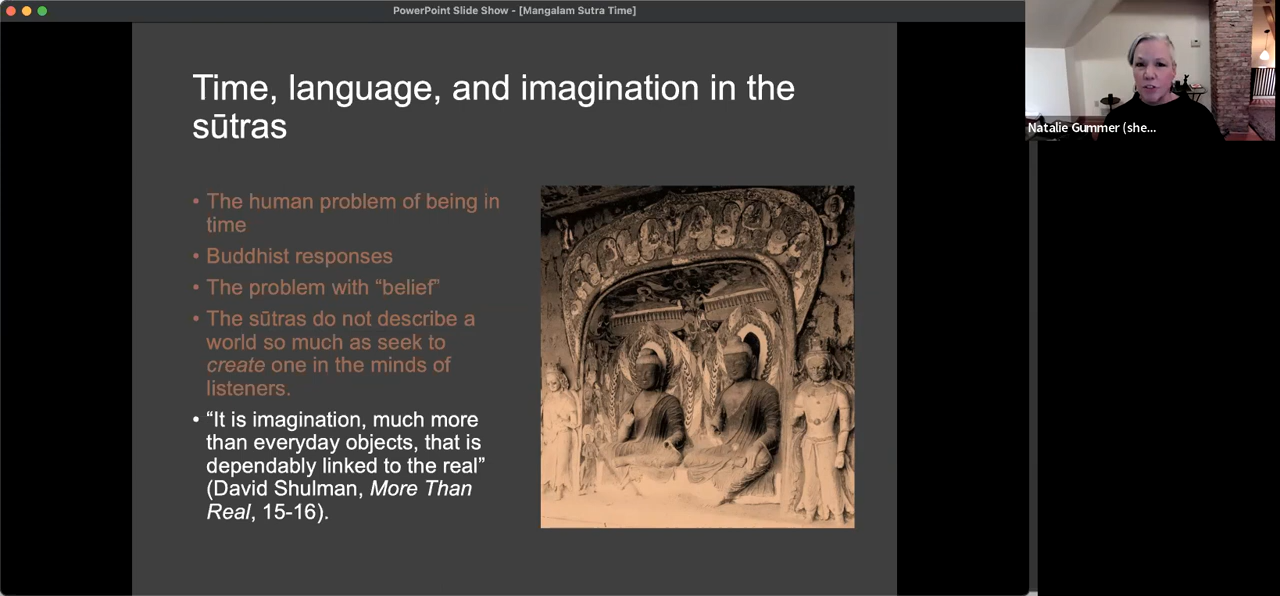 PowerPoint Slide Show - [Mangalam Sutra Time]
Time, language, and imagination in the
sūtras
• The human problem of being in
time
• Buddhist responses
• The problem with “belief”
• The sūtras do not describe a
world so much as seek to
create one in the minds of
listeners.
• “It is imagination, much more
than everyday objects, that is
dependably linked to the real”
(David Shulman, More Than
Real, 15-16).
Natalie Gummer (she...